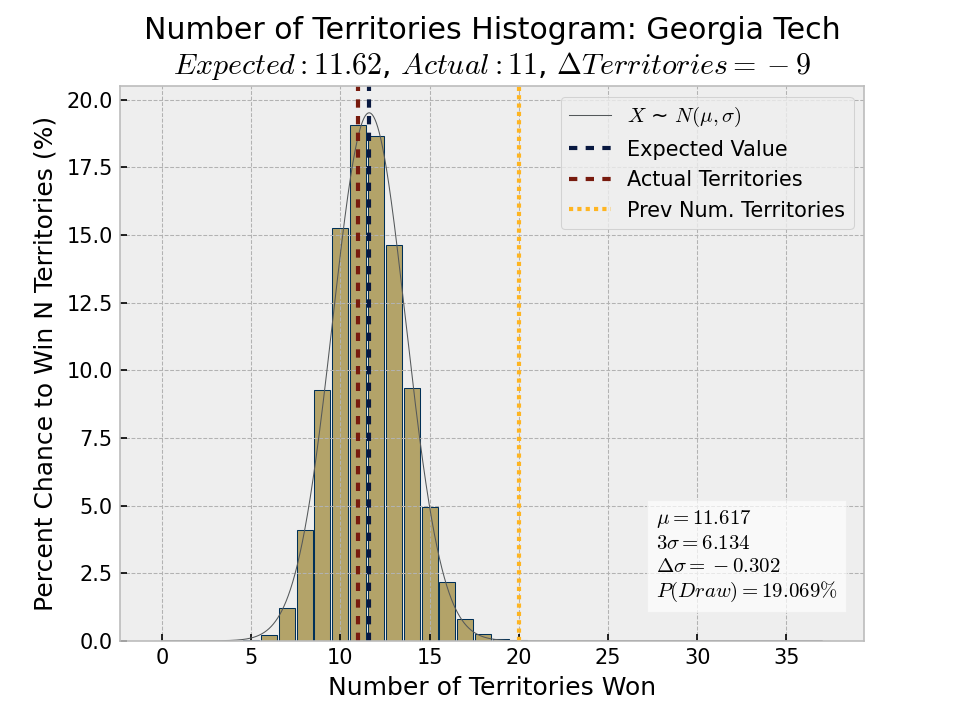 Number of Territories Histogram: Georgia Tech
Expected : 11.62, Actual : 11, ΔTerritories = −9
Percent Chance to Win N Territories (%)
20.0
17.5
15.0
12.5
10.0
7.5
5.0
2.5
0.0
X ~ N(μ, σ)
Expected Value
Actual Territories
Prev Num. Territories
μ = 11.617
3σ = 6.134
Δσ = −0.302
P(Draw) = 19.069%
0 5 10 15 20 25 30 35
Number of Territories Won